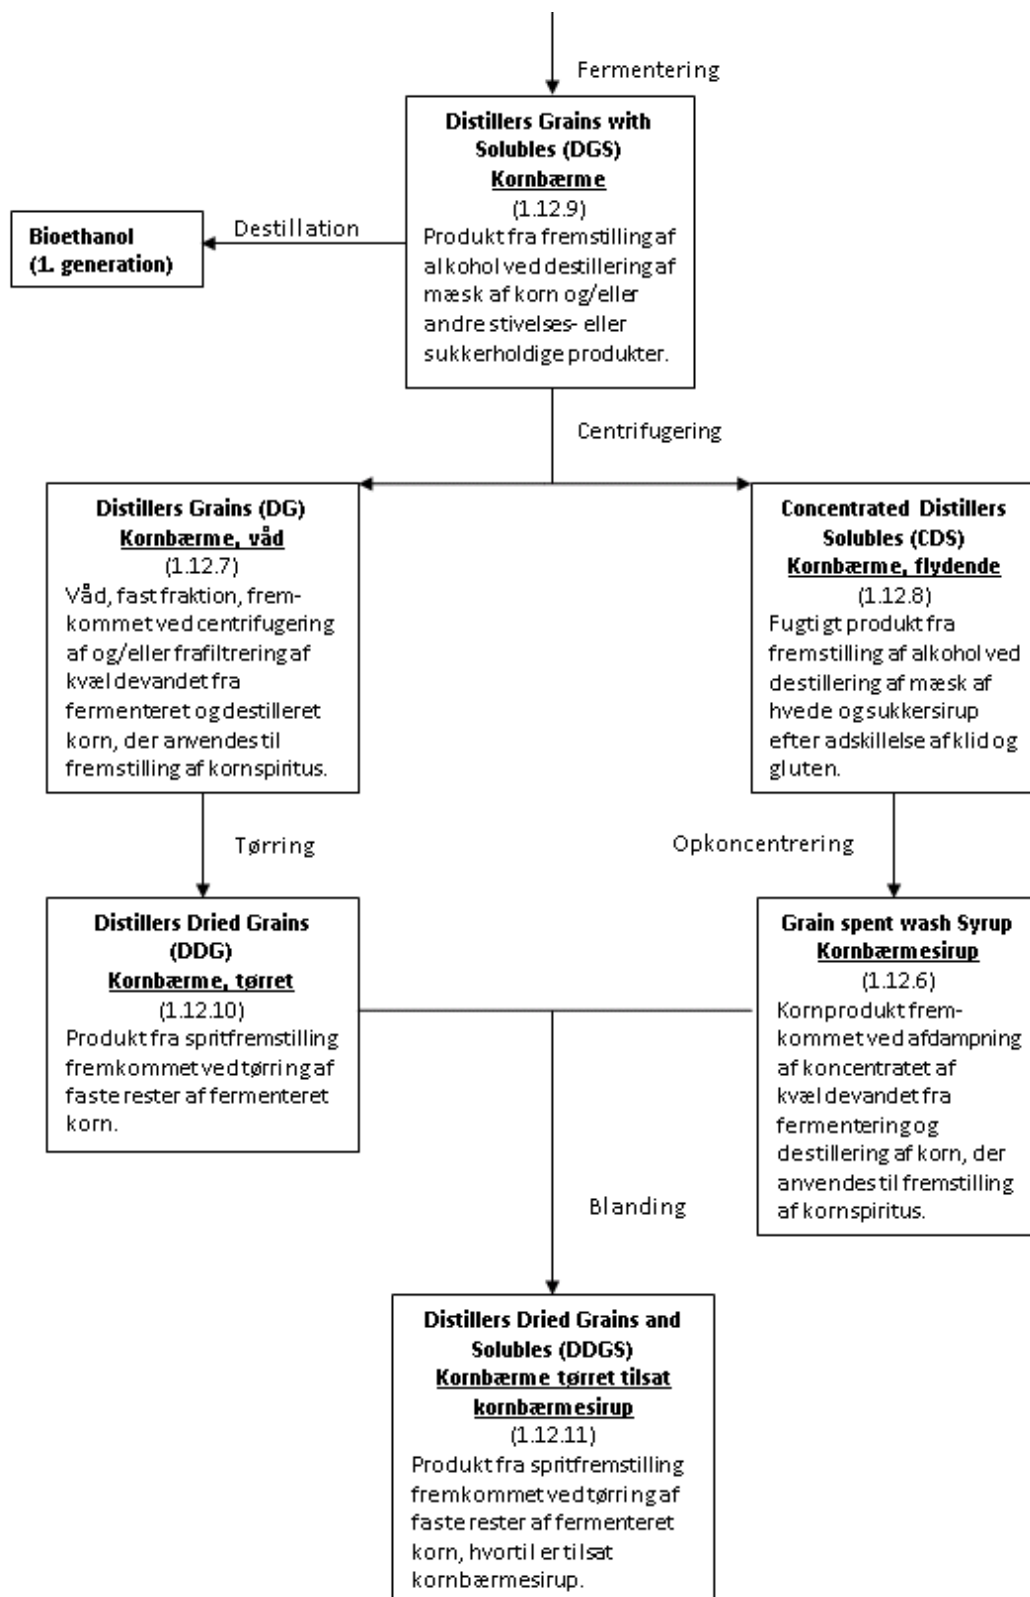 Fermentering
Distillers Grains with
Solubles (DGS)
Kornbærme
(1.12.9)
Produkt fra fremstilling af
alkohol ved destillering af
mæsk af korn og/eller
andre stivelses- eller
sukkerholdige produkter.
Destillation
Bioethanol
(1. generation)
Centrifugering
Distillers Grains (DG)
Kornbærme, våd
(1.12.7)
Våd, fast fraktion, frem-
kommet ved centrifugering
af og/eller frafiltrering af
kvældevandet fra
fermenteret og destilleret
korn, der anvendes til
fremstilling af kornspiritus.
Concentrated Distillers
Solubles (CDS)
Kornbærme, flydende
(1.12.8)
Fugtigt produkt fra
fremstilling af alkohol ved
destillering af mæsk af
hvede og sukkersirup
efter adskillelse af klid og
gluten.
Tørring
Opkoncentrering
Distillers Dried Grains
(DDG)
Kornbærme, tørret
(1.12.10)
Produkt fra spritfremstilling
fremkommet ved tørring af
faste rester af fermenteret
korn.
Grain spent wash Syrup
Kornbærmesirup
(1.12.6)
Kornprodukt frem-
kommet ved afdampning
af koncentratet af
kvældevandet fra
fermentering og
destillering af korn, der
anvendes til fremstilling
af kornspiritus.
Blanding
Distillers Dried Grains and
Solubles (DDGS)
Kornbærme tørret tilsat
kornbærmesirup
(1.12.11)
Produkt fra spritfremstilling
fremkommet ved tørring af
faste rester af fermenteret
korn, hvortil er tilsat
kornbærmesirup.